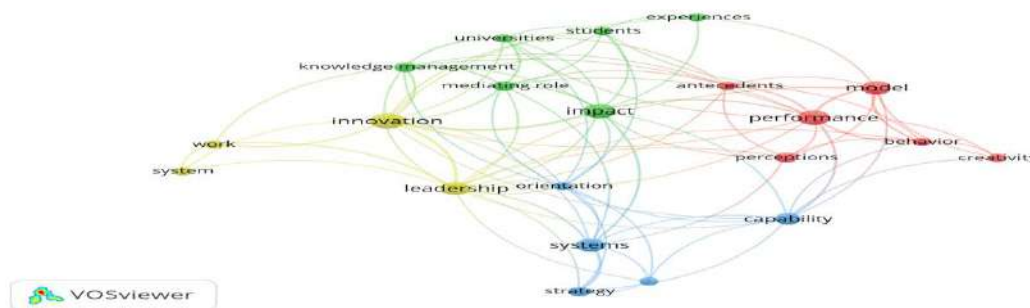 experiences
students
universities
knowledge management
mediating role
antecedents
model
impact
performance
innovation
behavior
work
perceptions
creativity
system
leadership
orientation
capability
systems
strategy
VOSviewer